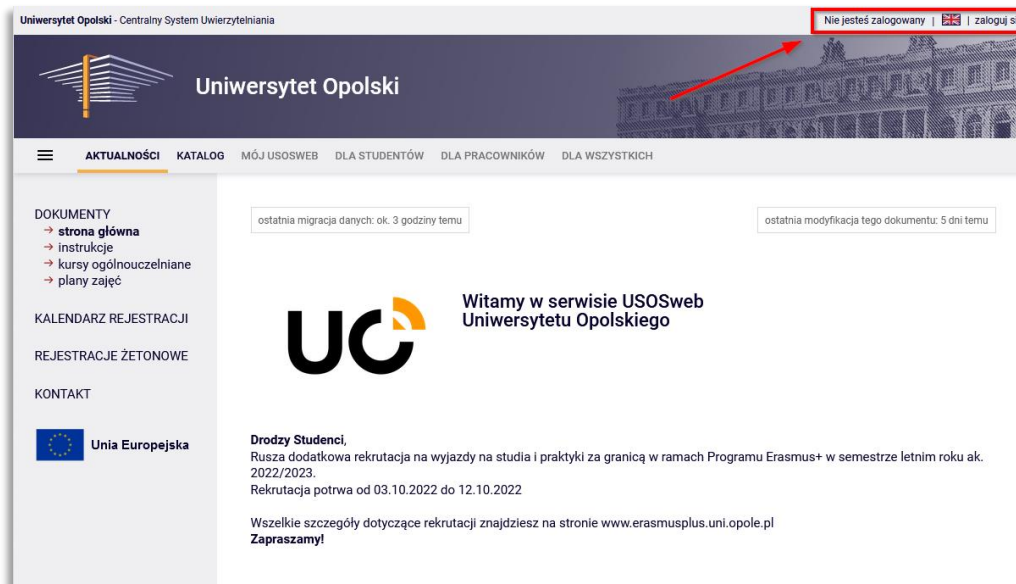 Uniwersytet Opolski - Centralny System Uwierzytelniania
Nie jesteś zalogowany | | zaloguj
Uniwersytet Opolski
AKTUALNOŚCI KATALOG MÓJ USOSWEB DLA STUDENTÓW DLA PRACOWNIKÓW DLA WSZYSTKICH
DOKUMENTY
→ strona główna
→ instrukcje
→ kursy ogólnouczelniane
→ plany zajęć
KALENDARZ REJESTRACJI
REJESTRACJE ŻETONOWE
KONTAKT
Unia Europejska
ostatnia migracja danych: ok. 3 godziny temu
ostatnia modyfikacja tego dokumentu: 5 dni temu
UO
Witamy w serwisie USOSweb
Uniwersytetu Opolskiego
Drodzy Studenci,
Rusza dodatkowa rekrutacja na wyjazdy na studia i praktyki za granicą w ramach Programu Erasmus+ w semestrze letnim roku ak.
2022/2023.
Rekrutacja potrwa od 03.10.2022 do 12.10.2022
Wszelkie szczegóły dotyczące rekrutacji znajdziesz na stronie www.erasmusplus.uni.opole.pl
Zapraszamy!